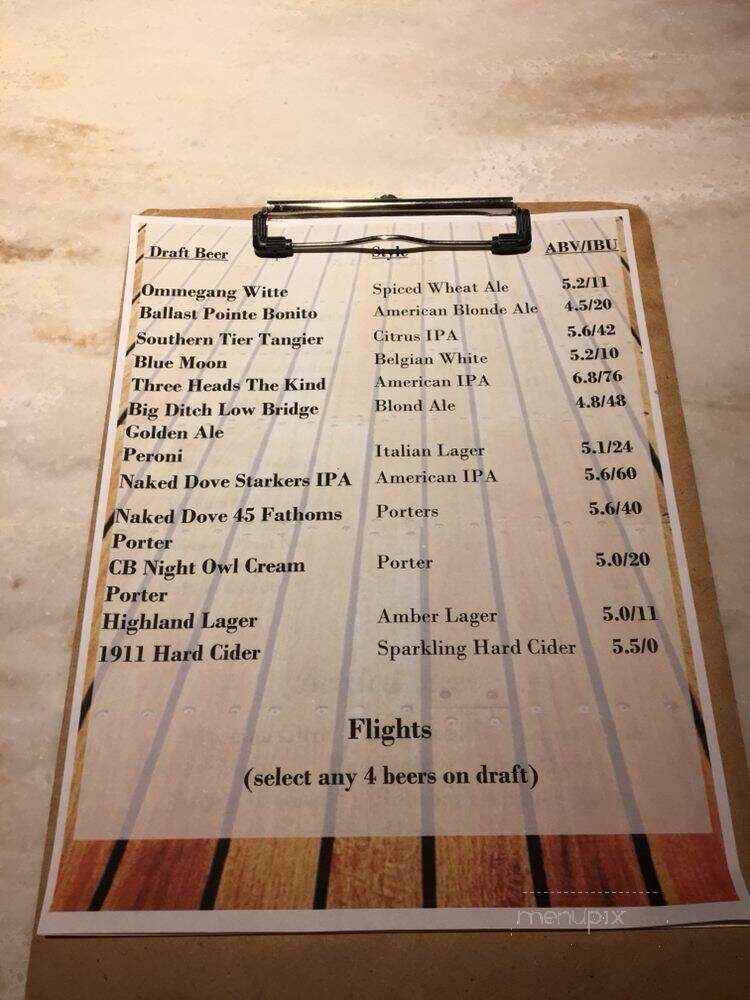 Draft Beer Style ABV/IBU
Ommegang Witte Spiced Wheat Ale 5.2/11
Ballast Pointe Bonito American Blonde Ale 4.5/20
Southern Tier Tangier Citrus IPA 5.6/42
Blue Moon Belgian White 5.2/10
Three Heads The Kind American IPA 6.8/76
Big Ditch Low Bridge Blond Ale 4.8/48
Golden Ale
Peroni Italian Lager 5.1/24
Naked Dove Starkers IPA American IPA 5.6/60
Naked Dove 45 Fathoms Porters 5.6/40
Porter
CB Night Owl Cream Porter 5.0/20
Porter
Highland Lager Amber Lager 5.0/11
1911 Hard Cider Sparkling Hard Cider 5.5/0
Flights
(select any 4 beers on draft)
menupix